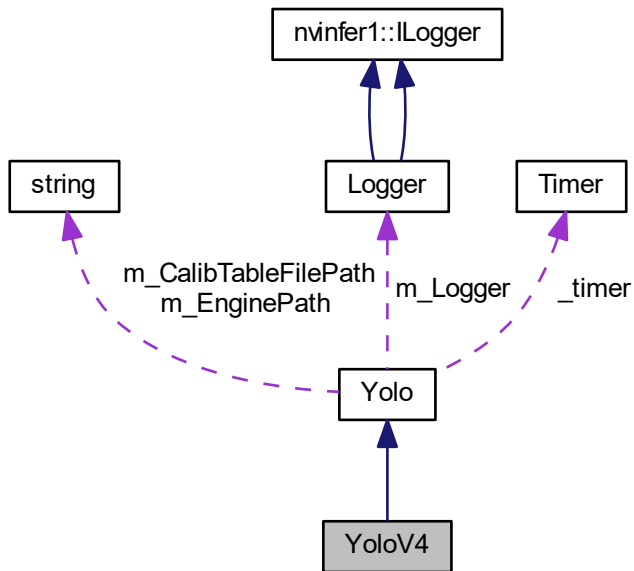 nvinfer1::ILogger
string
Logger
Timer
m_CalibTableFilePath
m_EnginePath
m_Logger
_timer
Yolo
YoloV4